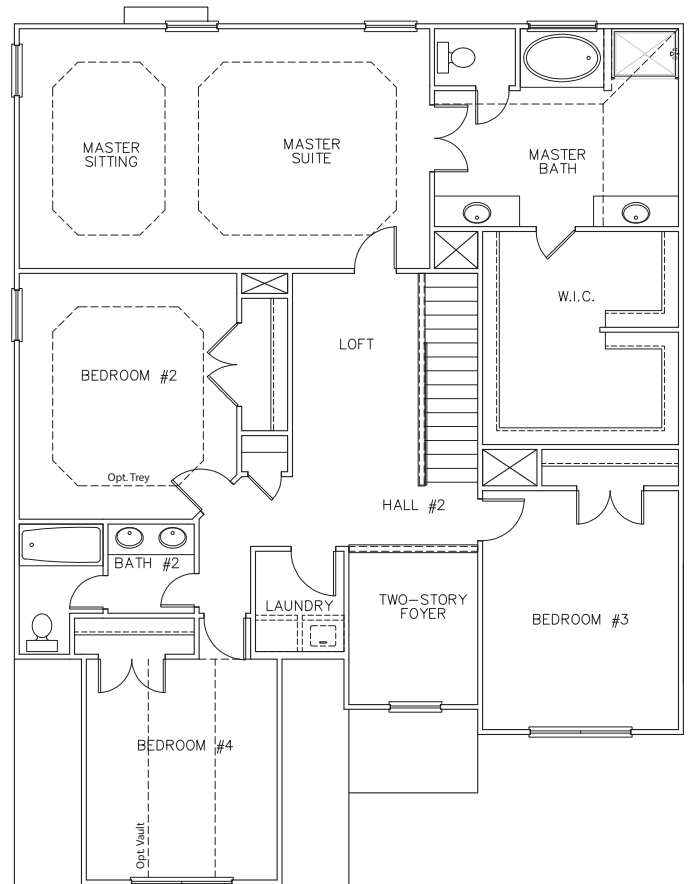 MASTER
SITTING
MASTER
SUITE
MASTER
BATH
W.I.C.
LOFT
BEDROOM #2
Opt. Trey
HALL #2
BATH #2
LAUNDRY
TWO-STORY
FOYER
BEDROOM #3
BEDROOM #4
Opt. Vault